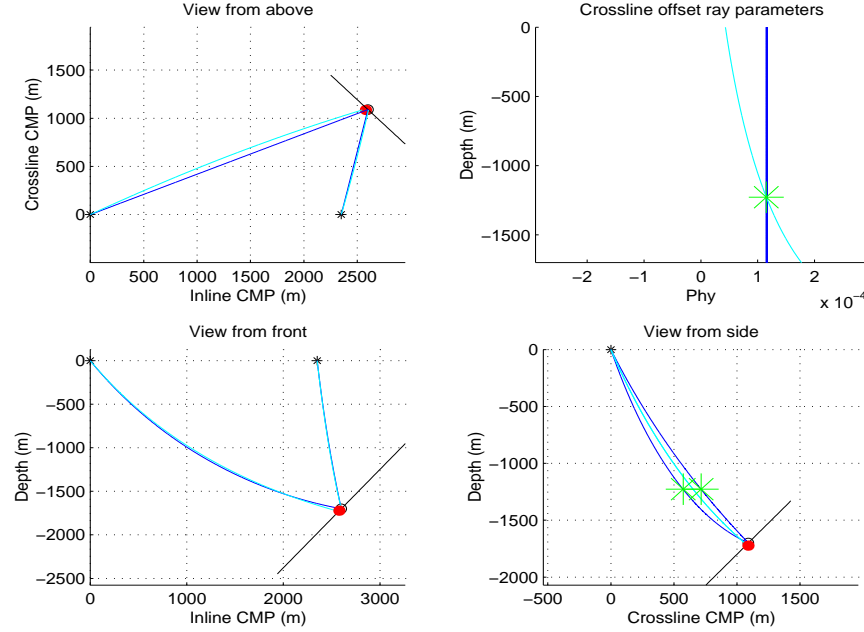 View from above
Crossline CMP (m)
1500
1000
500
0
−500
0 500 1000 1500 2000 2500
Inline CMP (m)
Crossline offset ray parameters
Depth (m)
0
−500
−1000
−1500
−2 −1 0 1 2
Phy
x 10⁻⁴
View from front
Depth (m)
0
−500
−1000
−1500
−2000
−2500
0 1000 2000 3000
Inline CMP (m)
View from side
Depth (m)
0
−500
−1000
−1500
−2000
−500 0 500 1000 1500
Crossline CMP (m)